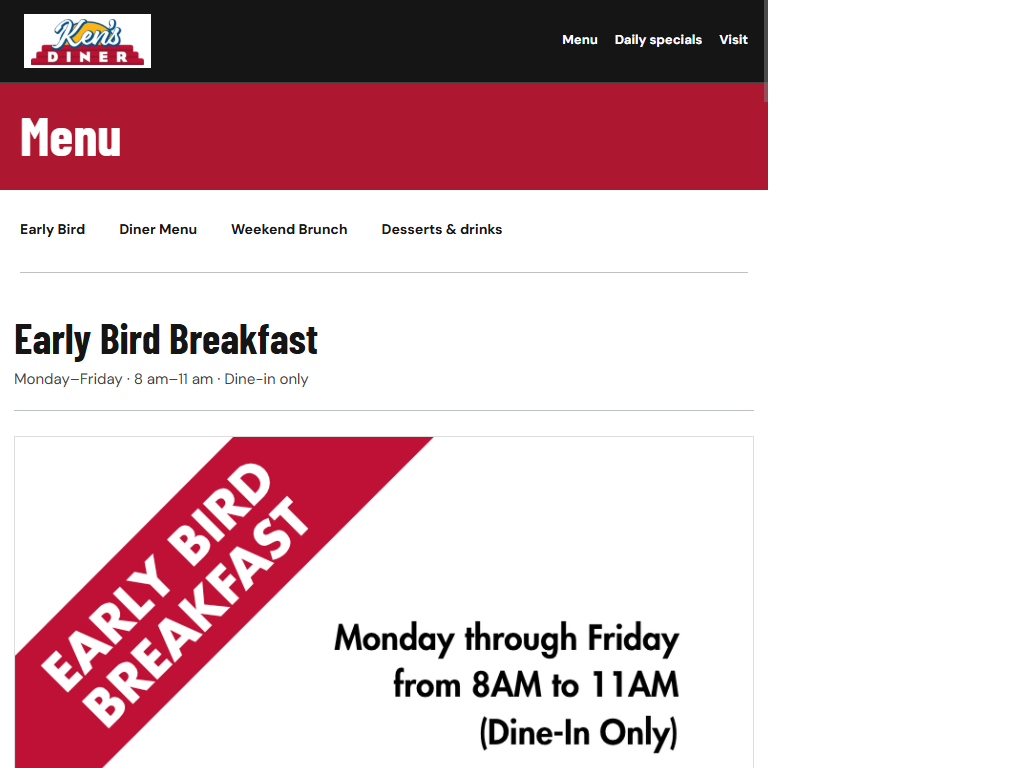 Ken's
DINER
Menu Daily specials Visit
Menu
Early Bird Diner Menu Weekend Brunch Desserts & drinks
Early Bird Breakfast
Monday–Friday · 8 am–11 am · Dine-in only
EARLY BIRD
BREAKFAST
Monday through Friday
from 8AM to 11AM
(Dine-In Only)